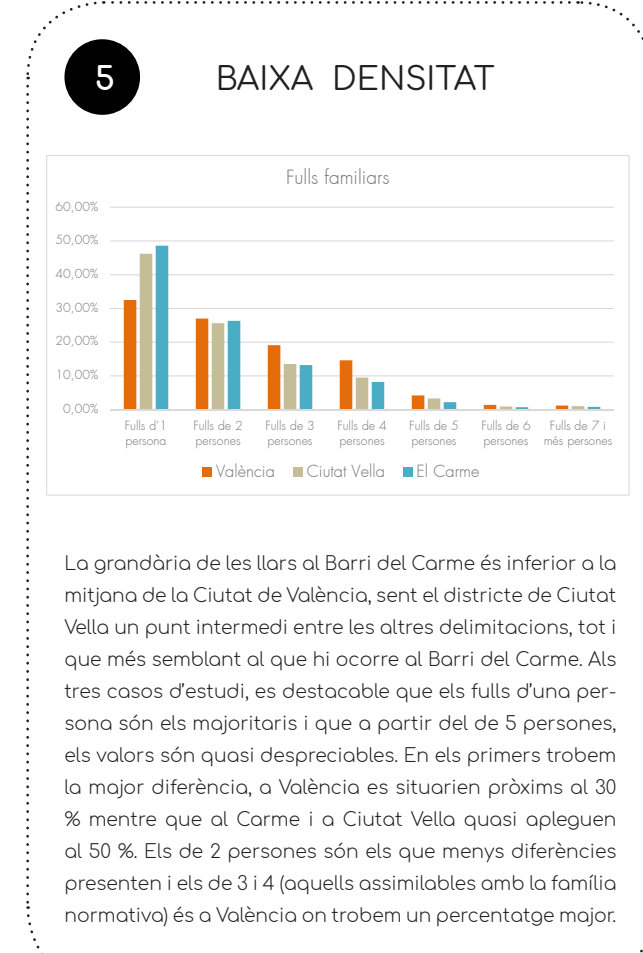 5
BAIXA DENSITAT
Fulls familiars
60,00%
50,00%
40,00%
30,00%
20,00%
10,00%
0,00%
Fulls d'1 persona
Fulls de 2 persones
Fulls de 3 persones
Fulls de 4 persones
Fulls de 5 persones
Fulls de 6 persones
Fulls de 7 i més persones
València Ciutat Vella El Carme
La grandària de les llars al Barri del Carme és inferior a la
mitjana de la Ciutat de València, sent el districte de Ciutat
Vella un punt intermedi entre les altres delimitacions, tot i
que més semblant al que hi ocorre al Barri del Carme. Als
tres casos d'estudi, es destacable que els fulls d'una per-
sona són els majoritaris i que a partir del de 5 persones,
els valors són quasi despreciables. En els primers trobem
la major diferència, a València es situarien pròxims al 30
% mentre que al Carme i a Ciutat Vella quasi apleguen
al 50 %. Els de 2 persones són els que menys diferències
presenten i els de 3 i 4 (aquells assimilables amb la família
normativa) és a València on trobem un percentatge major.